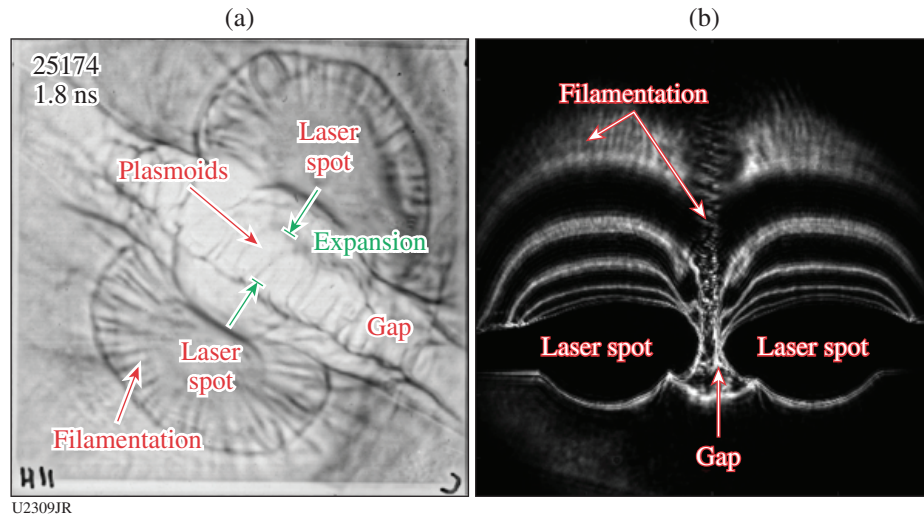 (a)
(b)
25174
1.8 ns
Laser
spot
Plasmoids
Expansion
Gap
Laser
spot
Filamentation
H11
Filamentation
Laser spot
Laser spot
Gap
U2309JR